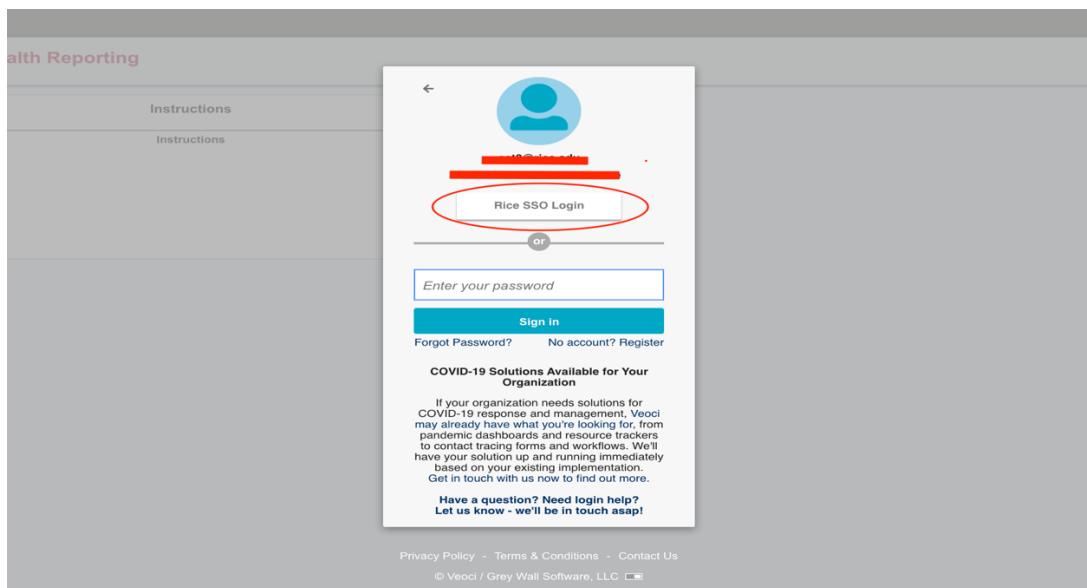 alth Reporting
Instructions
Instructions
Rice SSO Login
or
Enter your password
Sign in
Forgot Password? No account? Register
COVID-19 Solutions Available for Your
Organization
If your organization needs solutions for
COVID-19 response and management, Veoci
may already have what you're looking for, from
pandemic dashboards and resource trackers
to contact tracing forms and workflows. We'll
have your solution up and running immediately
based on your existing implementation.
Get in touch with us now to find out more.
Have a question? Need login help?
Let us know - we'll be in touch asap!
Privacy Policy - Terms & Conditions - Contact Us
© Veoci / Grey Wall Software, LLC